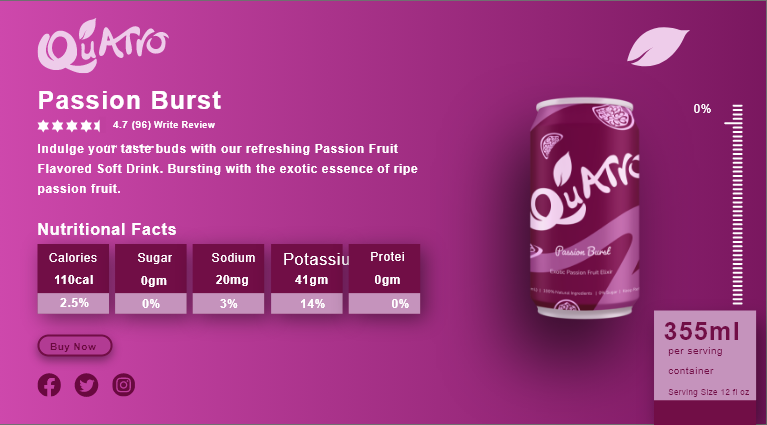 Quatro
Passion Burst
4.7 (96) Write Review
Indulge your taste buds with our refreshing Passion Fruit
Flavored Soft Drink. Bursting with the exotic essence of ripe
passion fruit.
Nutritional Facts
Calories Sugar Sodium Potassiu Protei
110cal 0gm 20mg 41gm 0gm
2.5% 0% 3% 14% 0%
Buy Now
0%
Quatro
Passion Burst
Exotic Passion Fruit Elixir
100% Natural Ingredients
355ml
per serving
container
Serving Size 12 fl oz